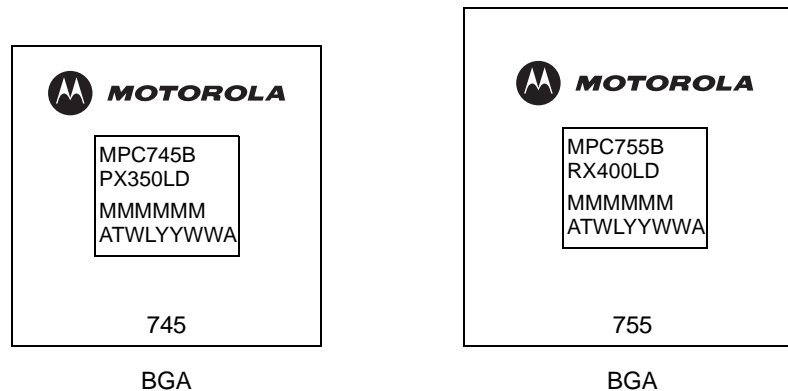 MOTOROLA
MPC745B
PX350LD
MMMMMM
ATWLYYWWA
745
BGA
MOTOROLA
MPC755B
RX400LD
MMMMMM
ATWLYYWWA
755
BGA